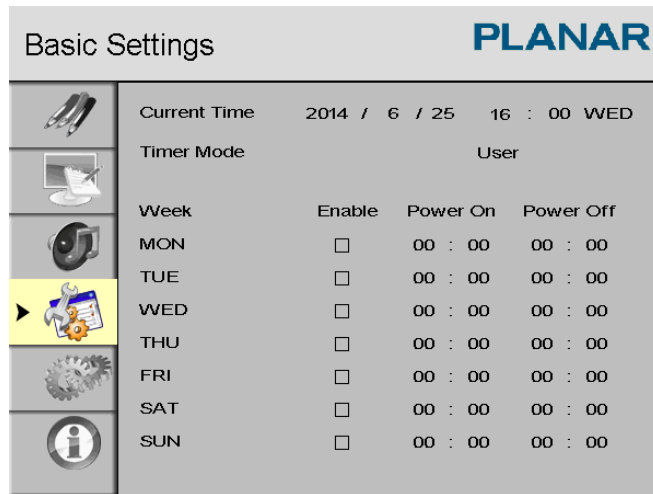 Basic Settings PLANAR
Current Time 2014 / 6 / 25 16 : 00 WED
Timer Mode User
Week Enable Power On Power Off
MON 00 : 00 00 : 00
TUE 00 : 00 00 : 00
WED 00 : 00 00 : 00
THU 00 : 00 00 : 00
FRI 00 : 00 00 : 00
SAT 00 : 00 00 : 00
SUN 00 : 00 00 : 00